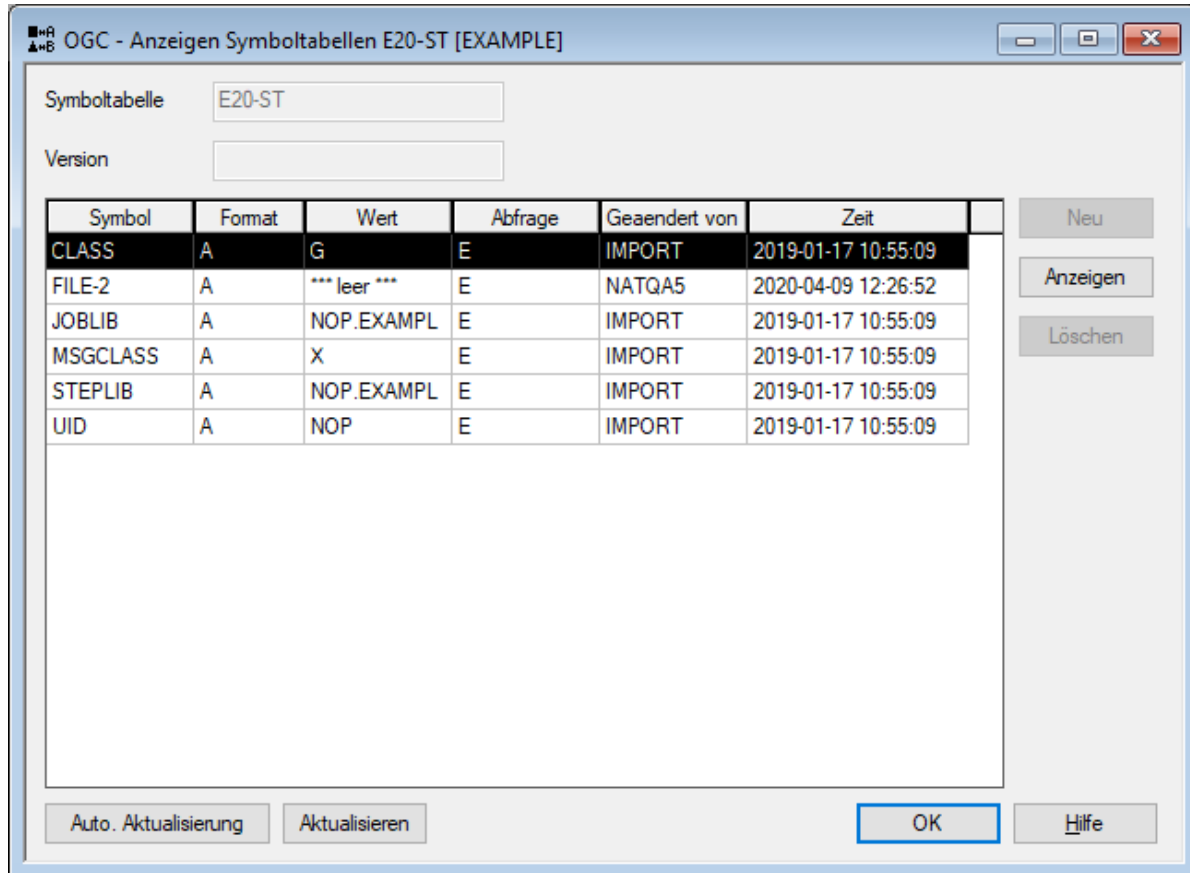 OGC - Anzeigen Symboltabellen E20-ST [EXAMPLE]
Symboltabelle E20-ST
Version
Symbol Format Wert Abfrage Geaendert von Zeit
CLASS A G E IMPORT 2019-01-17 10:55:09
FILE-2 A *** leer *** E NATQA5 2020-04-09 12:26:52
JOBLIB A NOP.EXAMPL E IMPORT 2019-01-17 10:55:09
MSGCLASS A X E IMPORT 2019-01-17 10:55:09
STEPLIB A NOP.EXAMPL E IMPORT 2019-01-17 10:55:09
UID A NOP E IMPORT 2019-01-17 10:55:09
Neu
Anzeigen
Löschen
Auto. Aktualisierung Aktualisieren OK Hilfe